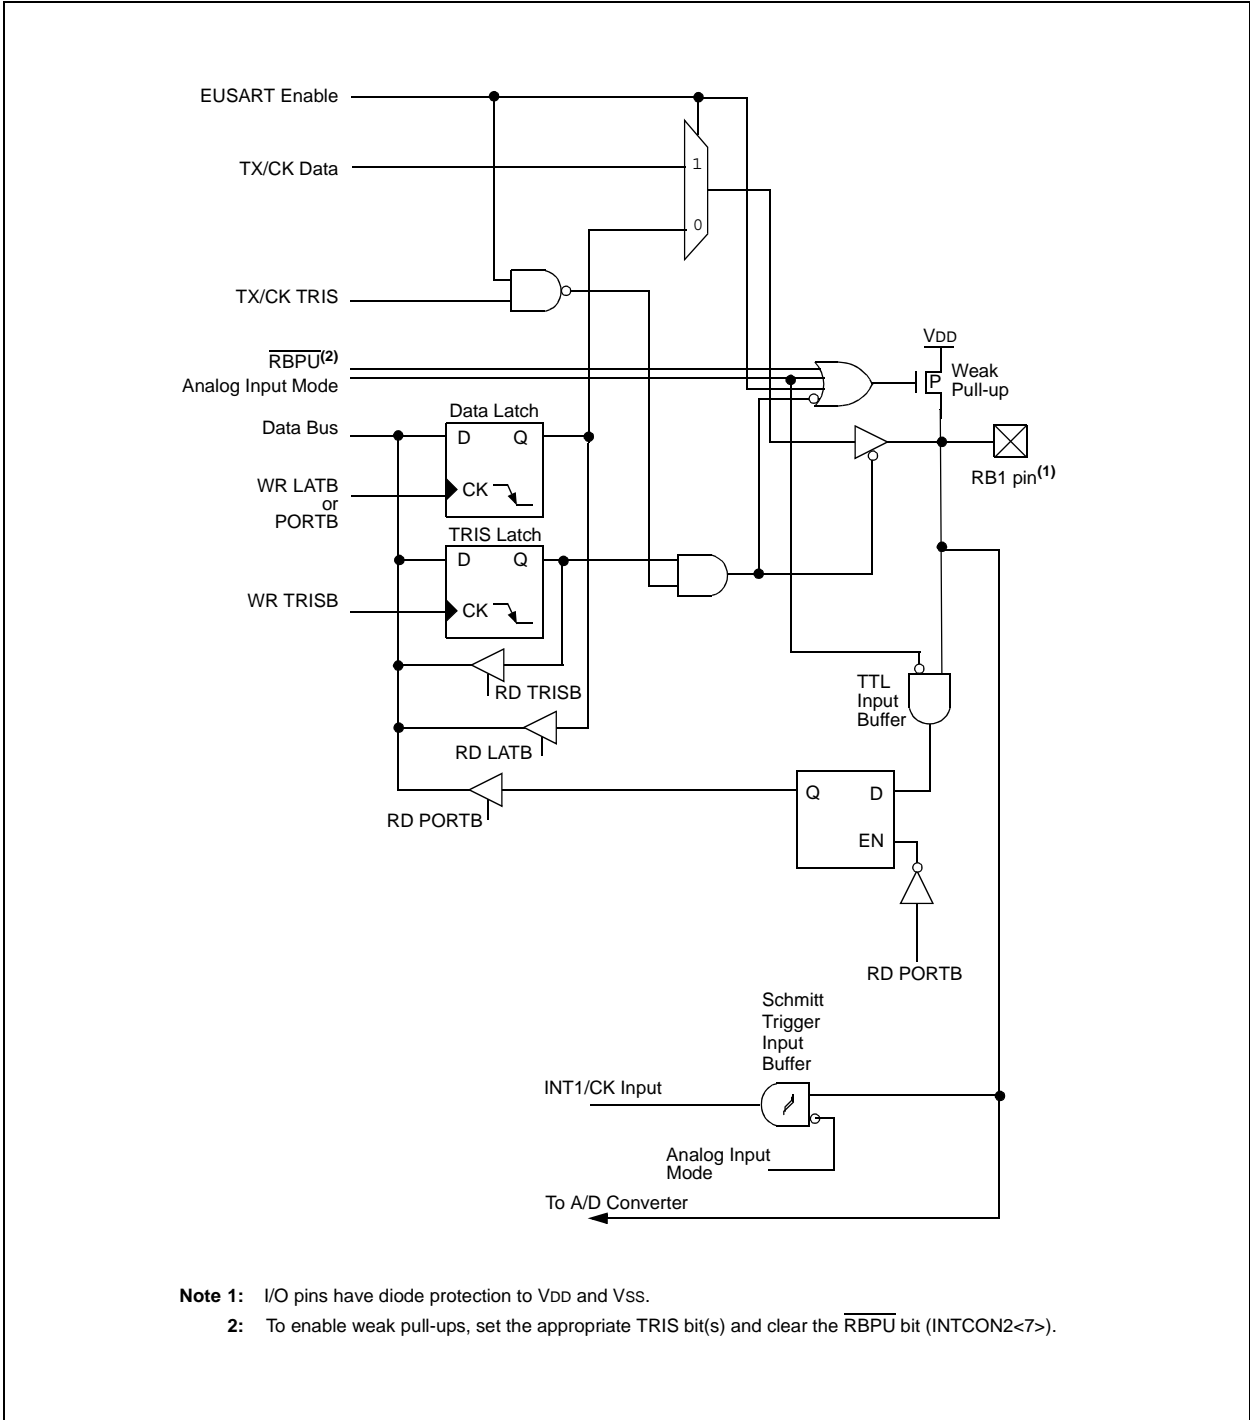 EUSART Enable
TX/CK Data
1
0
TX/CK TRIS
VDD
RBPU(2)
Analog Input Mode
P
Weak
Pull-up
Data Latch
Data Bus
D Q
RB1 pin(1)
WR LATB
or
PORTB
CK
TRIS Latch
D Q
WR TRISB
CK
RD TRISB
TTL
Input
Buffer
RD LATB
Q D
RD PORTB
EN
RD PORTB
Schmitt
Trigger
Input
Buffer
INT1/CK Input
Analog Input
Mode
To A/D Converter
Note 1: I/O pins have diode protection to VDD and VSS.
2: To enable weak pull-ups, set the appropriate TRIS bit(s) and clear the RBPU bit (INTCON2<7>).